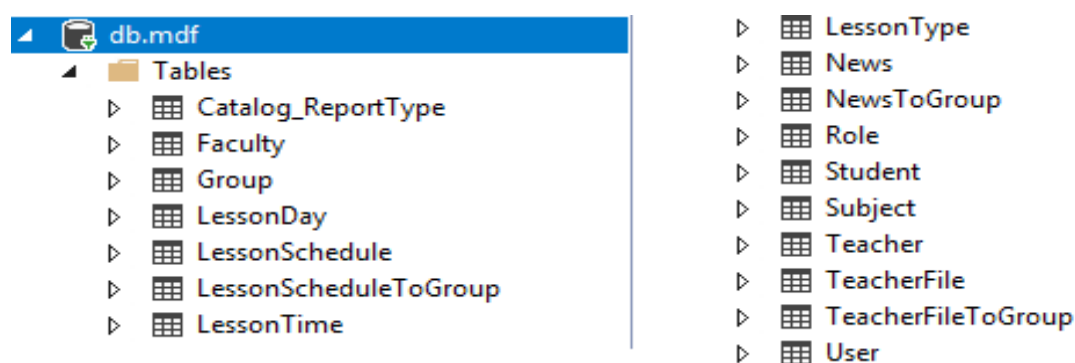 db.mdf
Tables
Catalog_ReportType
Faculty
Group
LessonDay
LessonSchedule
LessonScheduleToGroup
LessonTime
LessonType
News
NewsToGroup
Role
Student
Subject
Teacher
TeacherFile
TeacherFileToGroup
User